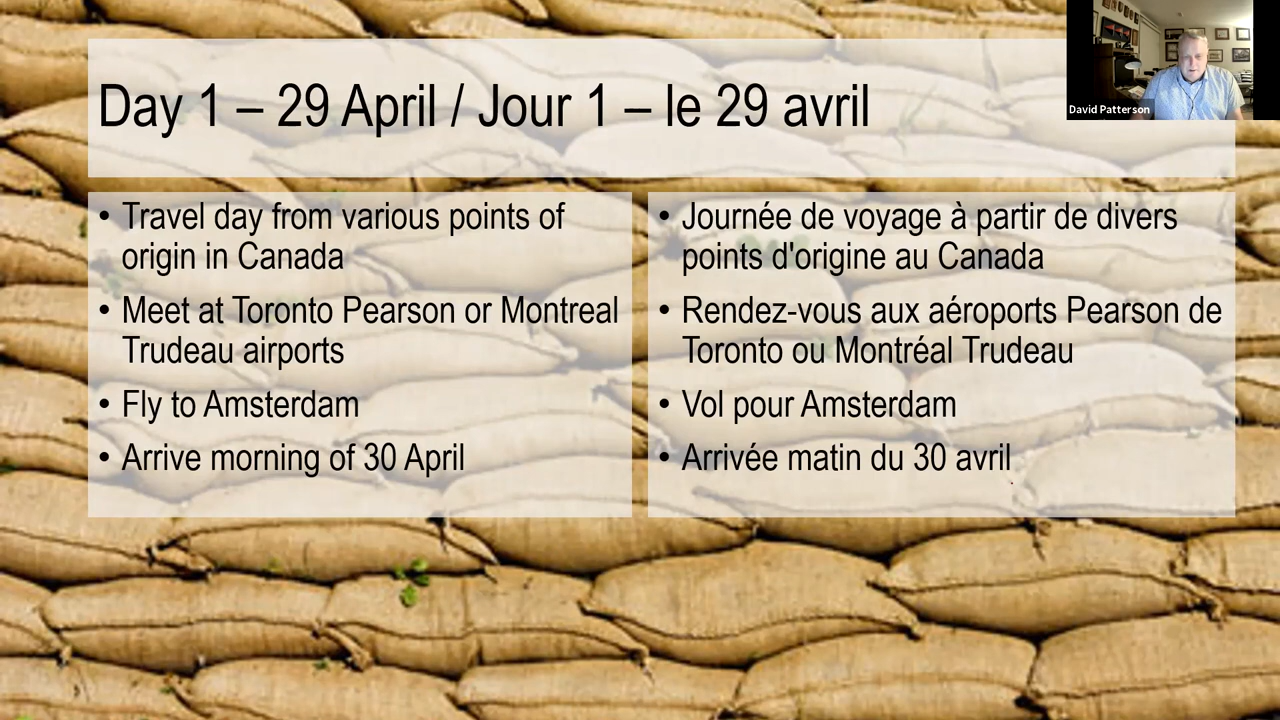 Day 1 – 29 April / Jour 1 – le 29 avril
David Patterson
• Travel day from various points of
origin in Canada
• Meet at Toronto Pearson or Montreal
Trudeau airports
• Fly to Amsterdam
• Arrive morning of 30 April
• Journée de voyage à partir de divers
points d'origine au Canada
• Rendez-vous aux aéroports Pearson de
Toronto ou Montréal Trudeau
• Vol pour Amsterdam
• Arrivée matin du 30 avril